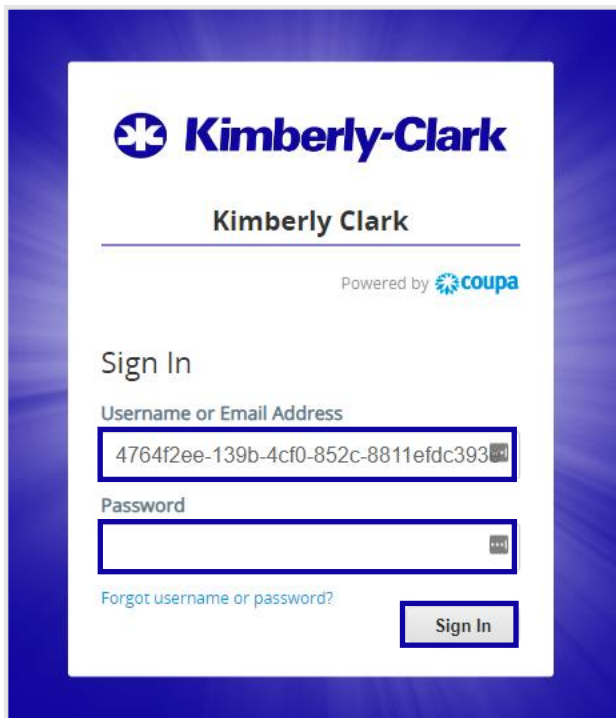 Kimberly-Clark
Kimberly Clark
Powered by coupa
Sign In
Username or Email Address
4764f2ee-139b-4cf0-852c-8811efdc393
Password
Forgot username or password?
Sign In